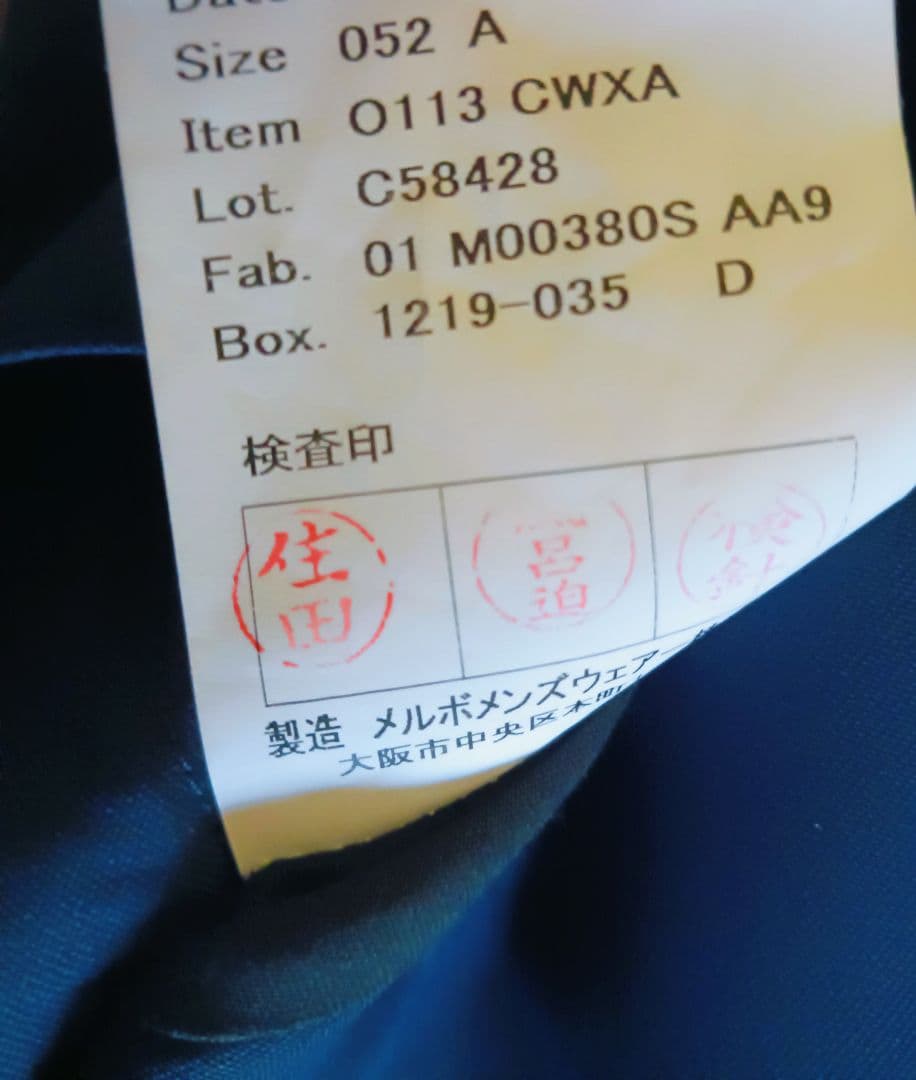 Size 052 A
Item O113 CWXA
Lot. C58428
Fab. 01 M00380S AA9
Box. 1219-035 D
検査印
住田
宮迫
製造 メルボメンズウェアー
大阪市中央区本町